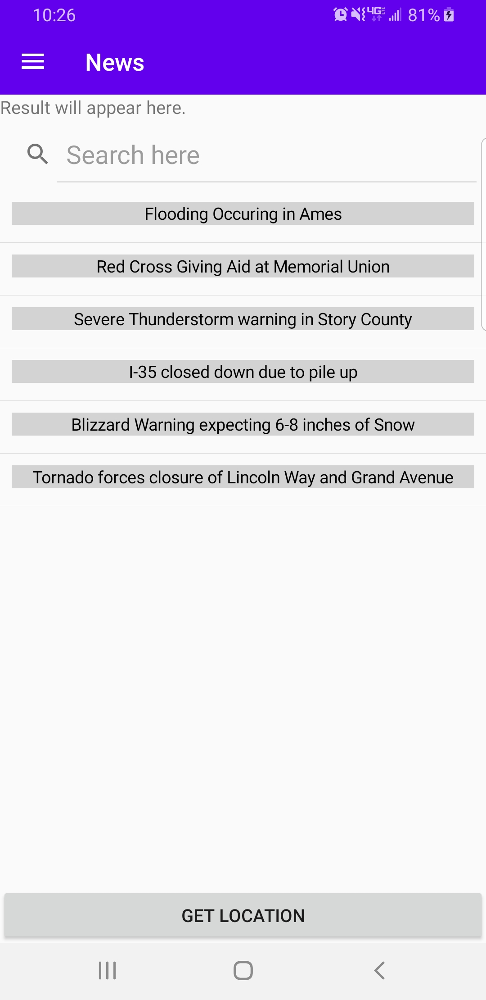 10:26 4G LTE 81%
News
Result will appear here.
Search here
Flooding Occuring in Ames
Red Cross Giving Aid at Memorial Union
Severe Thunderstorm warning in Story County
I-35 closed down due to pile up
Blizzard Warning expecting 6-8 inches of Snow
Tornado forces closure of Lincoln Way and Grand Avenue
GET LOCATION